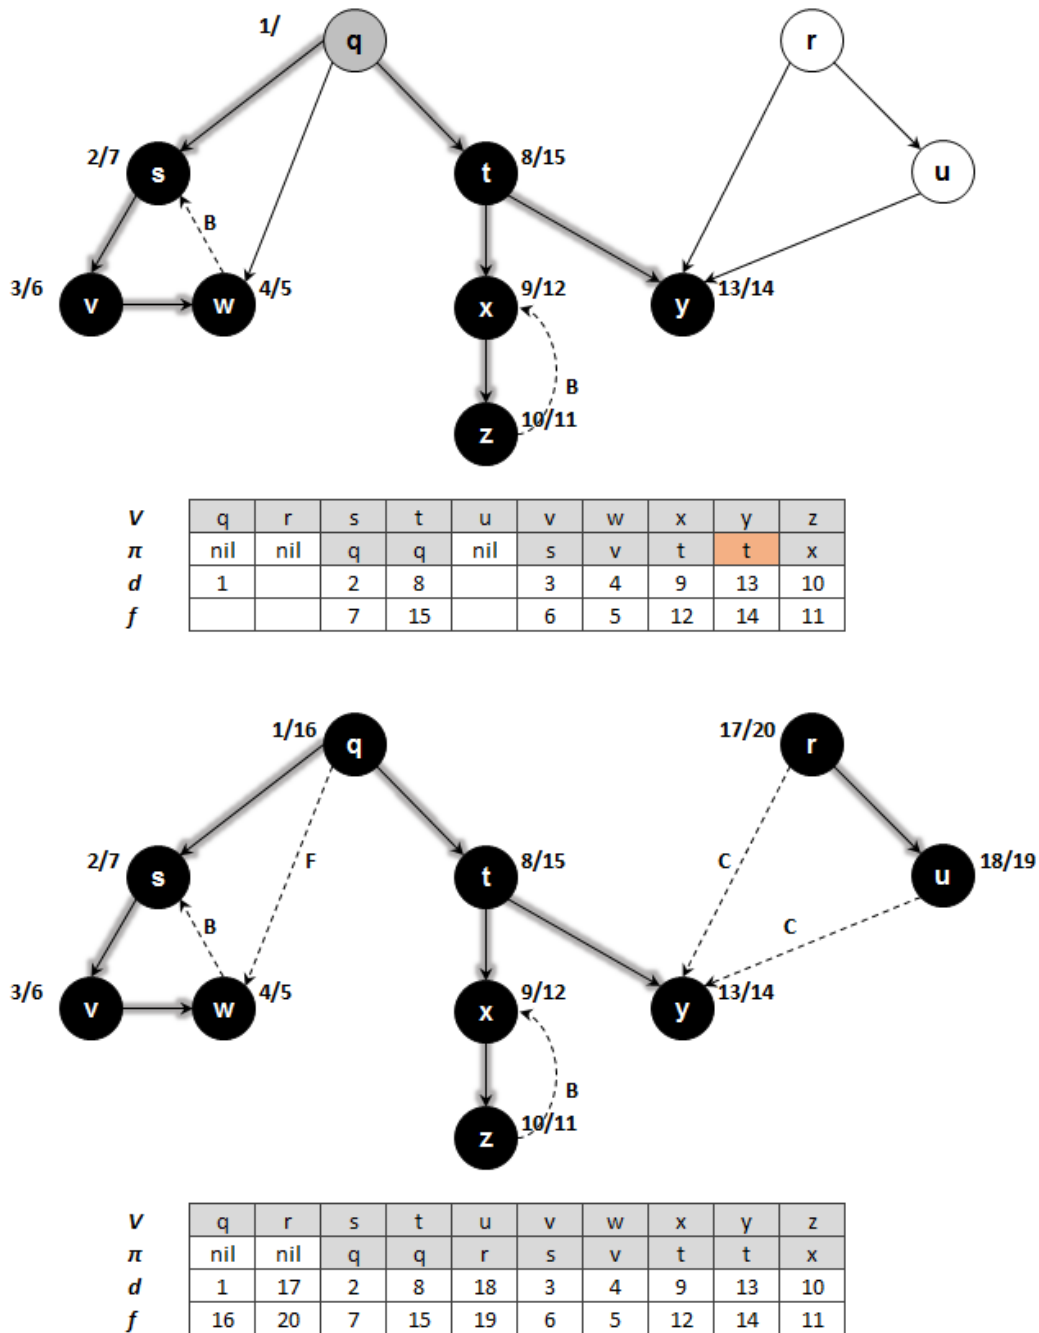 1/ q r
2/7 s t 8/15 u
B
3/6 v w 4/5 x 9/12 y 13/14
B
z 10/11
V q r s t u v w x y z
π nil nil q q nil s v t t x
d 1 2 8 3 4 9 13 10
f 7 15 6 5 12 14 11
1/16 q 17/20 r
F C
2/7 s t 8/15 u 18/19
B C
3/6 v w 4/5 x 9/12 y 13/14
B
z 10/11
V q r s t u v w x y z
π nil nil q q r s v t t x
d 1 17 2 8 18 3 4 9 13 10
f 16 20 7 15 19 6 5 12 14 11